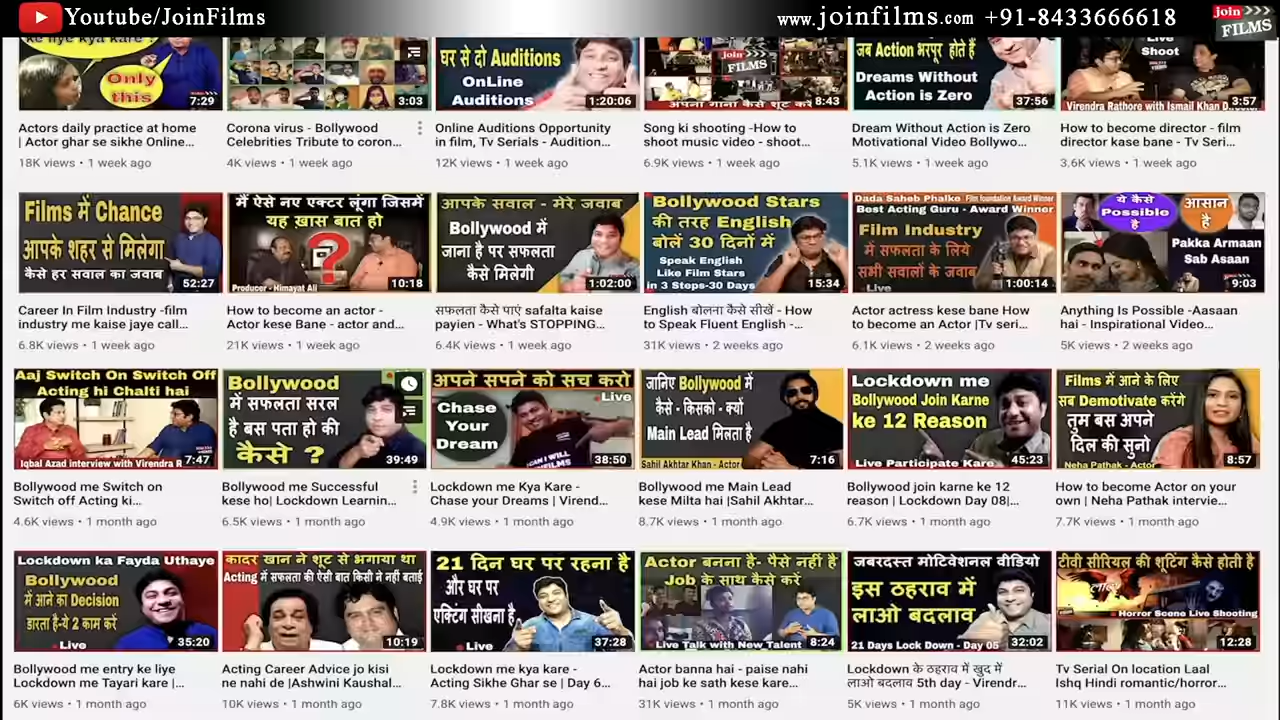 Youtube/JoinFilms
www.joinfilms.com +91-8433666618
join
FILMS
ke liye kya kare ?
Only
this
7:29
3:03
घर से दो Auditions
OnLine
Auditions
1:20:06
join
FILMS
अपना गाना कैसे शूट करें
8:43
जब Action भरपूर होते हैं
Dreams Without
Action is Zero
37:56
Live
Shoot
Virendra Rathore with Ismail Khan Director
3:57
Actors daily practice at home
| Actor ghar se sikhe Online...
18K views • 1 week ago
Corona virus - Bollywood
Celebrities Tribute to coron...
4K views • 1 week ago
Online Auditions Opportunity
in film, Tv Serials - Audition...
12K views • 1 week ago
Song ki shooting -How to
shoot music video - shoot...
6.9K views • 1 week ago
Dream Without Action is Zero
Motivational Video Bollywo...
5.1K views • 1 week ago
How to become director - film
director kase bane - Tv Seri...
3.6K views • 1 week ago
Films में Chance
आपके शहर से मिलेगा
कैसे हर सवाल का जवाब
52:27
मैं ऐसे नए एक्टर लूंगा जिसमें
यह ख़ास बात हो
?
Producer - Himayat Ali
10:18
आपके सवाल - मेरे जवाब
Bollywood में
जाना है पर सफलता
कैसे मिलेगी
1:02:00
Bollywood Stars
की तरह English
बोलें 30 दिनों में
Speak English
Like Film Stars
in 3 Steps-30 Days
15:34
Dada Saheb Phalke Film foundation Award Winner
Best Acting Guru - Award Winner
Film Industry
में सफलता के लिये
सभी सवालों के जवाब
Live
1:00:14
ये कैसे
Possible
है
आसान
है
Pakka Armaan
Sab Asaan
9:03
Career In Film Industry -film
industry me kaise jaye call...
6.8K views • 1 week ago
How to become an actor -
Actor kese Bane - actor and...
21K views • 1 week ago
सफलता कैसे पाएं safalta kaise
payien - What's STOPPING...
6.4K views • 1 week ago
English बोलना कैसे सीखें - How
to Speak Fluent English -...
31K views • 2 weeks ago
Actor actress kese bane How
to become an Actor |Tv seri...
6.1K views • 2 weeks ago
Anything Is Possible -Aasaan
hai - Inspirational Video...
5K views • 2 weeks ago
Aaj Switch On Switch Off
Acting hi Chalti hai
Iqbal Azad interview with Virendra R
7:47
Bollywood
में सफलता सरल
है बस पता हो की
कैसे ?
39:49
अपने सपने को सच करो
Live
Chase
Your
Dream
38:50
जानिए Bollywood में
कैसे - किसको - क्यों
Main Lead मिलता है
Sahil Akhtar Khan - Actor
7:16
Lockdown me
Bollywood Join Karne
ke 12 Reason
Live Participate Kare
45:23
Films में आने के लिए
सब Demotivate करेंगे
तुम बस अपने
दिल की सुनो
Neha Pathak - Actor
8:57
Bollywood me Switch on
Switch off Acting ki...
4.6K views • 1 month ago
Bollywood me Successful
kese ho| Lockdown Learnin...
6.5K views • 1 month ago
Lockdown me Kya Kare -
Chase your Dreams | Virend...
4.9K views • 1 month ago
Bollywood me Main Lead
kese Milta hai |Sahil Akhtar...
8.7K views • 1 month ago
Bollywood join karne ke 12
reason | Lockdown Day 08|...
6.7K views • 1 month ago
How to become Actor on your
own | Neha Pathak intervie...
7.7K views • 1 month ago
Lockdown ka Fayda Uthaye
Bollywood
में आने का Decision
डारता है-ये 2 काम करें
Live
35:20
कादर खान ने शूट से भगाया था
Acting में सफलता की ऐसी बात किसी ने नहीं बताई
10:19
21 दिन घर पर रहना है
और घर पर
एक्टिंग सीखना है
Live
37:28
Actor बनना है- पैसे नहीं है
Job के साथ कैसे करें
Live Talk with New Talent
8:24
जबरदस्त मोटिवेशनल वीडियो
इस ठहराव में
लाओ बदलाव
21 Days Lock Down - Day 05
32:02
टीवी सीरियल की शूटिंग कैसे होती है
Horror Scene Live Shooting
12:28
Bollywood me entry ke liye
Lockdown me Tayari kare |...
6K views • 1 month ago
Acting Career Advice jo kisi
ne nahi de |Ashwini Kaushal...
10K views • 1 month ago
Lockdown me kya kare -
Acting Sikhe Ghar se | Day 6...
7.8K views • 1 month ago
Actor banna hai - paise nahi
hai job ke sath kese kare...
31K views • 1 month ago
Lockdown के ठहराव में खुद में
लाओ बदलाव 5th day - Virendr...
5K views • 1 month ago
Tv Serial On location Laal
Ishq Hindi romantic/horror...
11K views • 1 month ago